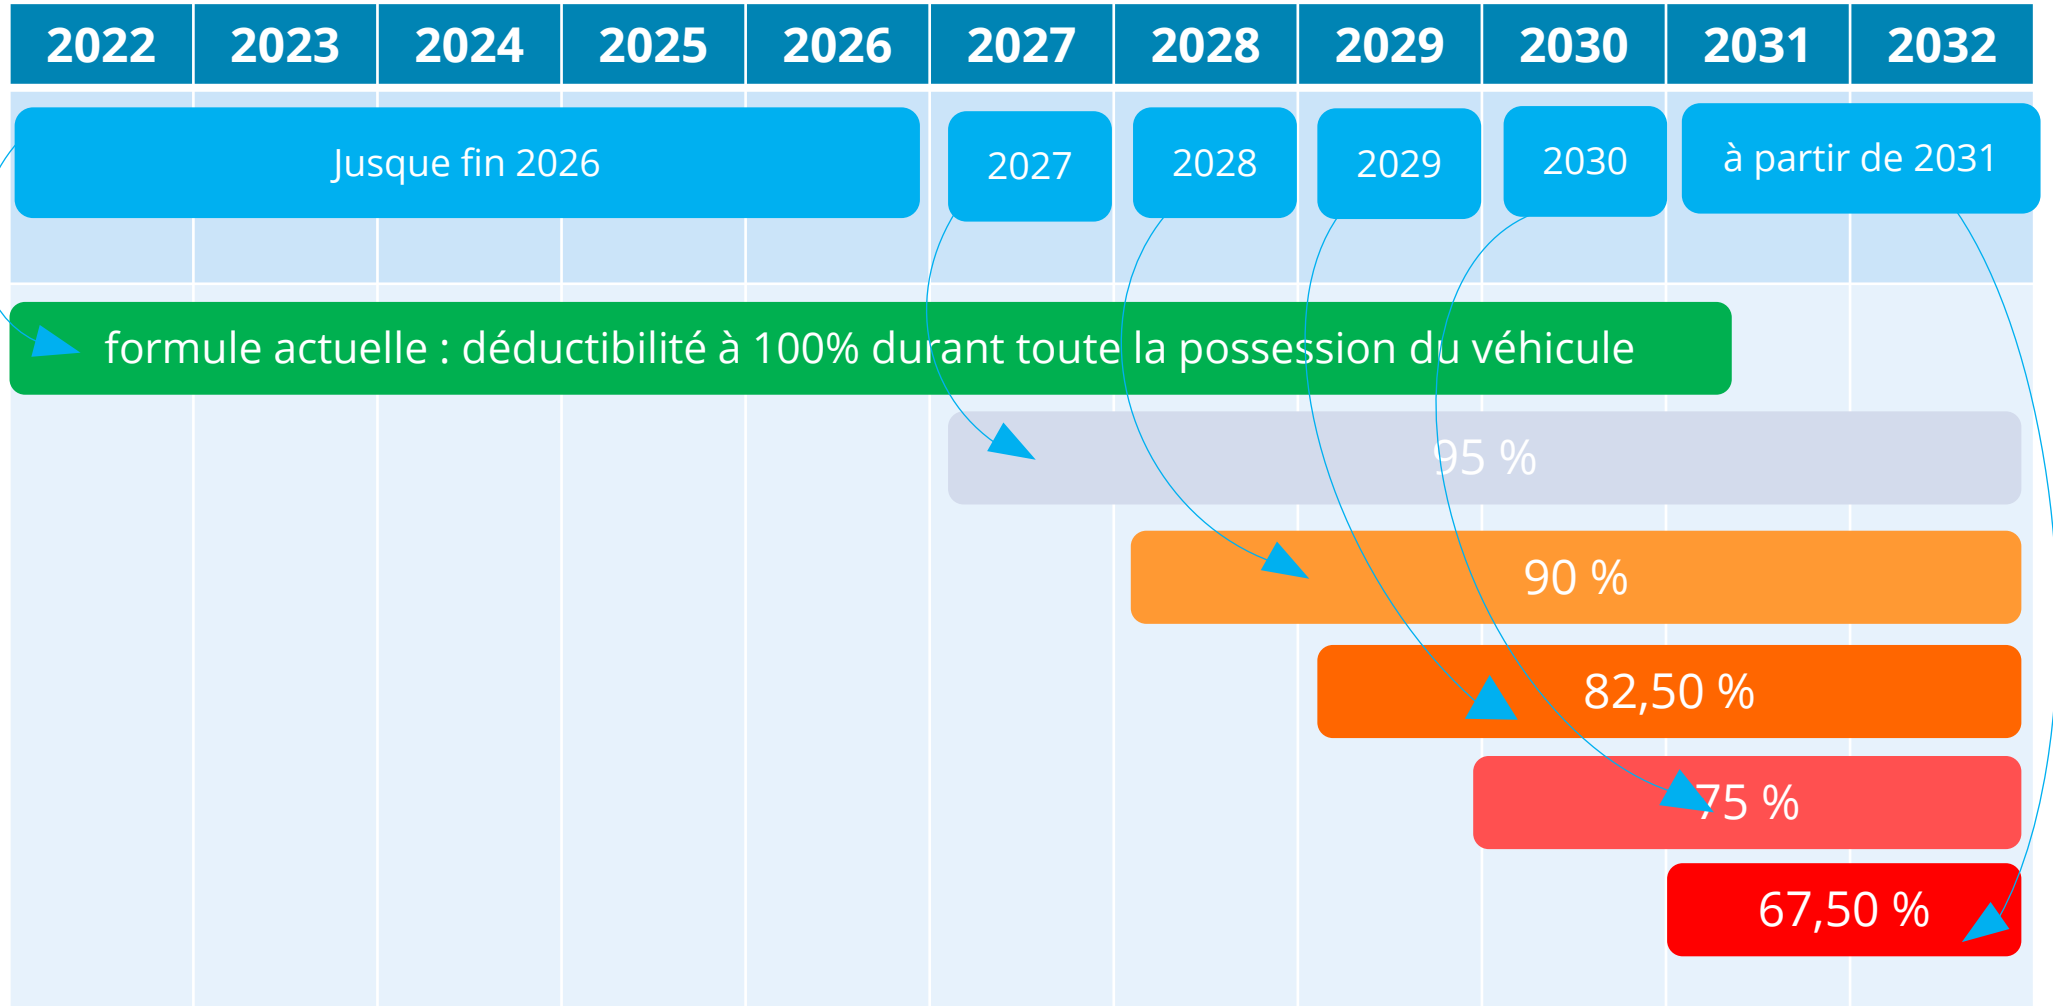 2022 2023 2024 2025 2026 2027 2028 2029 2030 2031 2032
Jusque fin 2026 2027 2028 2029 2030 à partir de 2031
formule actuelle : déductibilité à 100% durant toute la possession du véhicule
95 %
90 %
82,50 %
75 %
67,50 %